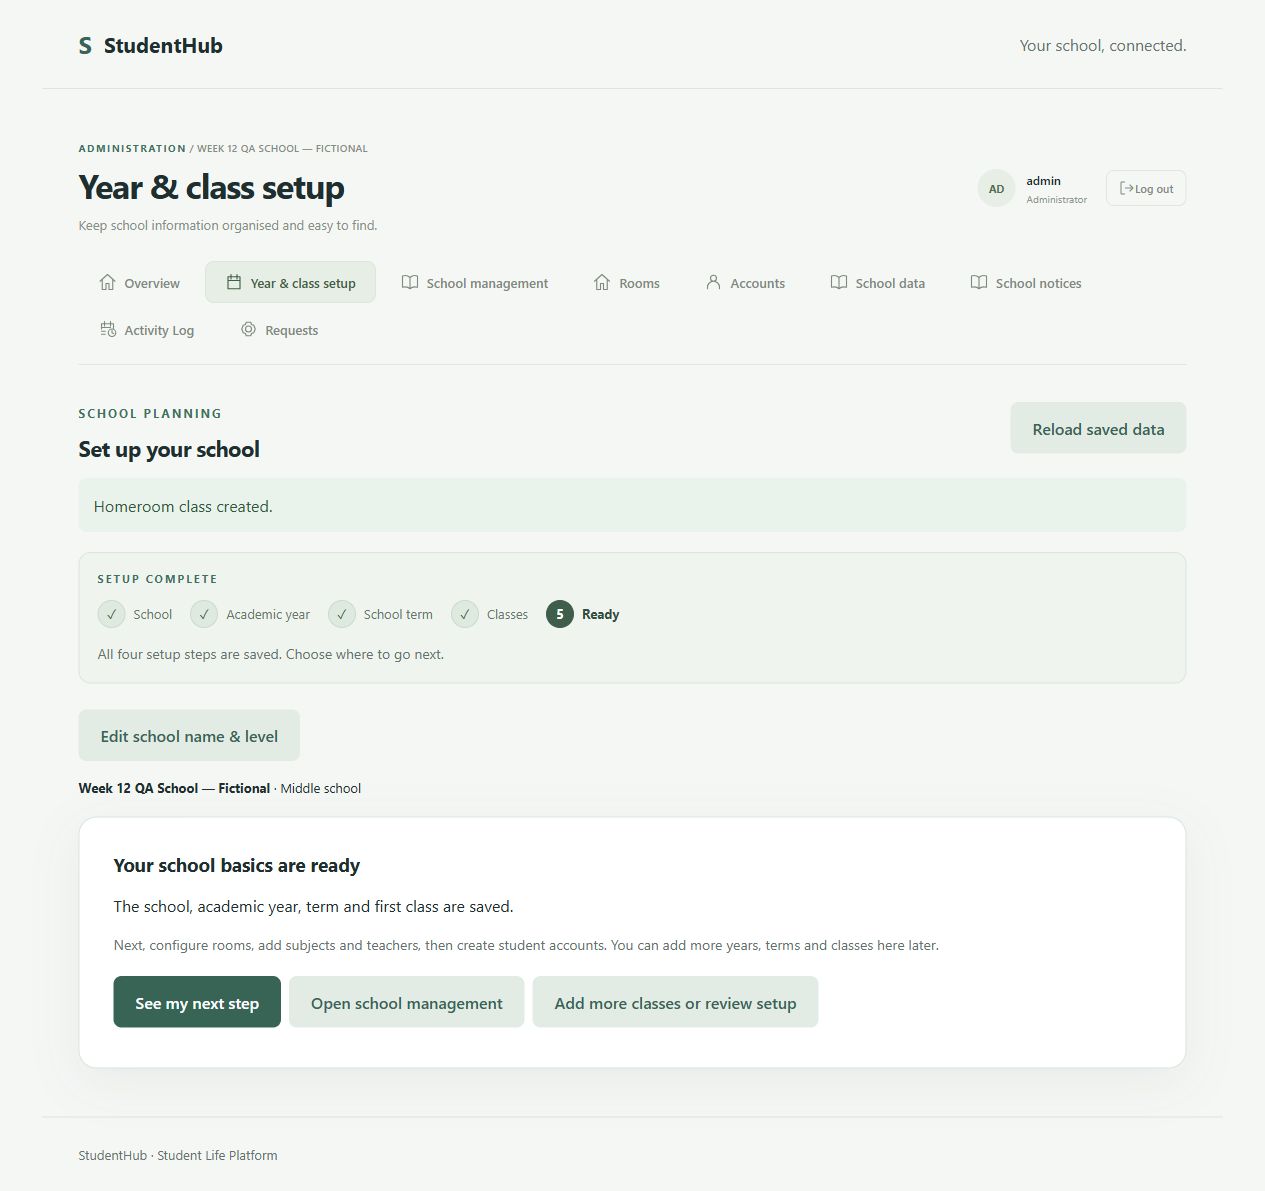 S StudentHub
Your school, connected.
ADMINISTRATION / WEEK 12 QA SCHOOL — FICTIONAL
Year & class setup
Keep school information organised and easy to find.
AD
admin
Administrator
Log out
Overview
Year & class setup
School management
Rooms
Accounts
School data
School notices
Activity Log
Requests
SCHOOL PLANNING
Set up your school
Reload saved data
Homeroom class created.
SETUP COMPLETE
✓ School ✓ Academic year ✓ School term ✓ Classes 5 Ready
All four setup steps are saved. Choose where to go next.
Edit school name & level
Week 12 QA School — Fictional · Middle school
Your school basics are ready
The school, academic year, term and first class are saved.
Next, configure rooms, add subjects and teachers, then create student accounts. You can add more years, terms and classes here later.
See my next step
Open school management
Add more classes or review setup
StudentHub · Student Life Platform